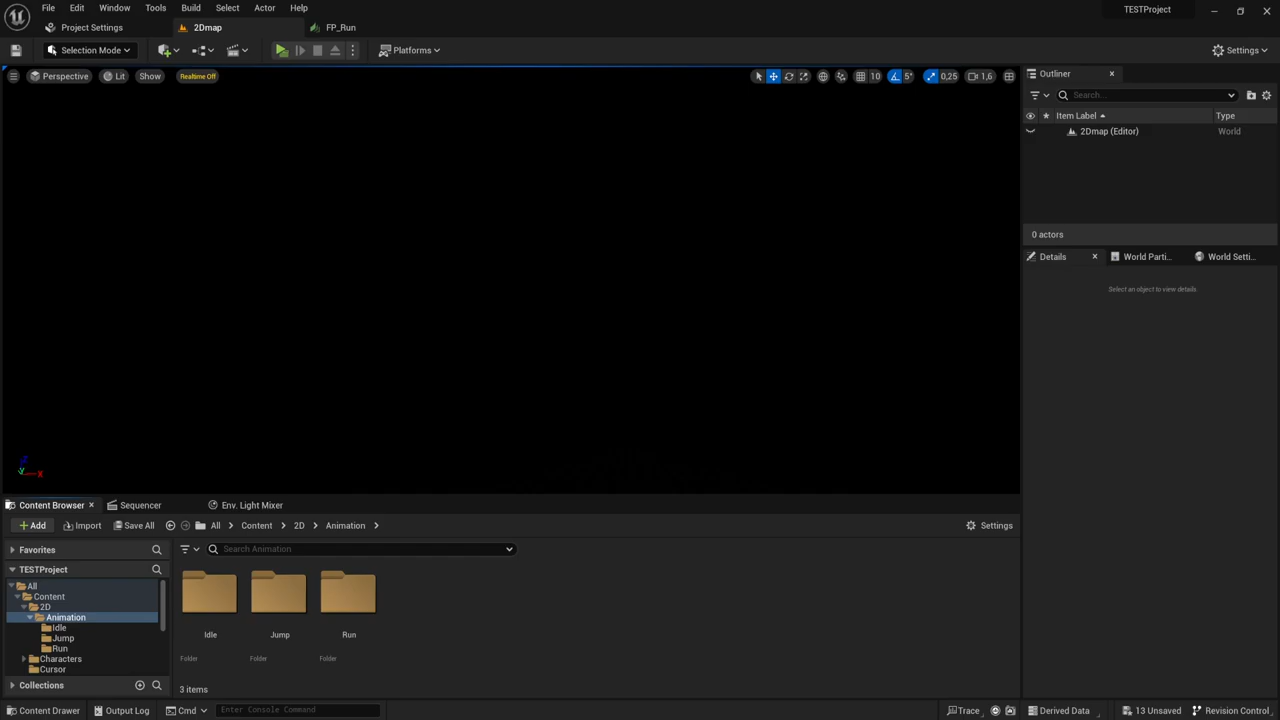 File Edit Window Tools Build Select Actor Help
TESTProject
Project Settings
2Dmap
FP_Run
Selection Mode
Platforms
Settings
Perspective Lit Show Realtime Off
10 5° 0,25 1,6
Outliner
Search...
Item Label Type
2Dmap (Editor) World
0 actors
Details World Parti... World Setti...
Select an object to view details.
Z
Y
X
Content Browser Sequencer Env. Light Mixer
Add Import Save All All Content 2D Animation Settings
Favorites
Search Animation
TESTProject
All
Content
2D
Animation
Idle
Jump
Run
Characters
Cursor
Idle Jump Run
Folder Folder Folder
Collections
3 items
Content Drawer Output Log Cmd Enter Console Command Trace Derived Data 13 Unsaved Revision Control